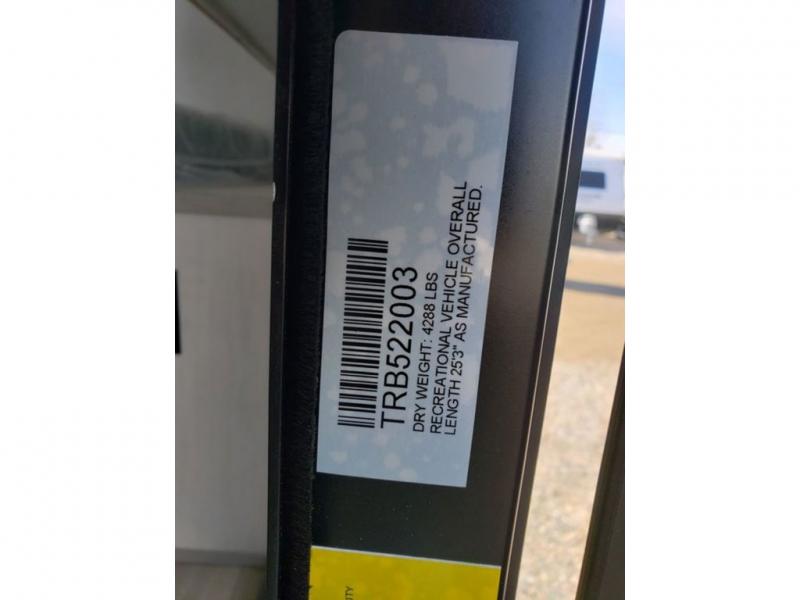 TRB522003
DRY WEIGHT: 4288 LBS
RECREATIONAL VEHICLE OVERALL
LENGTH 25'3" AS MANUFACTURED.